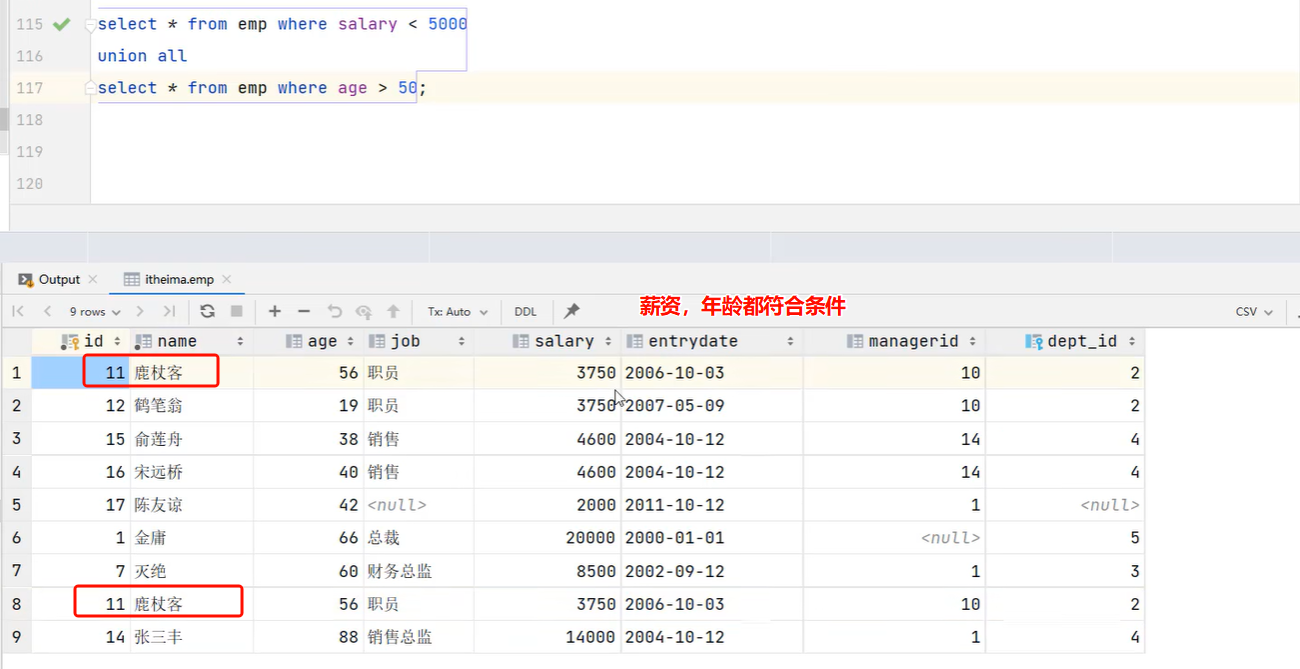 115 select * from emp where salary < 5000
116 union all
117 select * from emp where age > 50;
118
119
120
Output itheima.emp
9 rows Tx: Auto DDL 薪资，年龄都符合条件 CSV
id name age job salary entrydate managerid dept_id
1 11 鹿杖客 56 职员 3750 2006-10-03 10 2
2 12 鹤笔翁 19 职员 3750 2007-05-09 10 2
3 15 俞莲舟 38 销售 4600 2004-10-12 14 4
4 16 宋远桥 40 销售 4600 2004-10-12 14 4
5 17 陈友谅 42 <null> 2000 2011-10-12 1 <null>
6 1 金庸 66 总裁 20000 2000-01-01 <null> 5
7 7 灭绝 60 财务总监 8500 2002-09-12 1 3
8 11 鹿杖客 56 职员 3750 2006-10-03 10 2
9 14 张三丰 88 销售总监 14000 2004-10-12 1 4